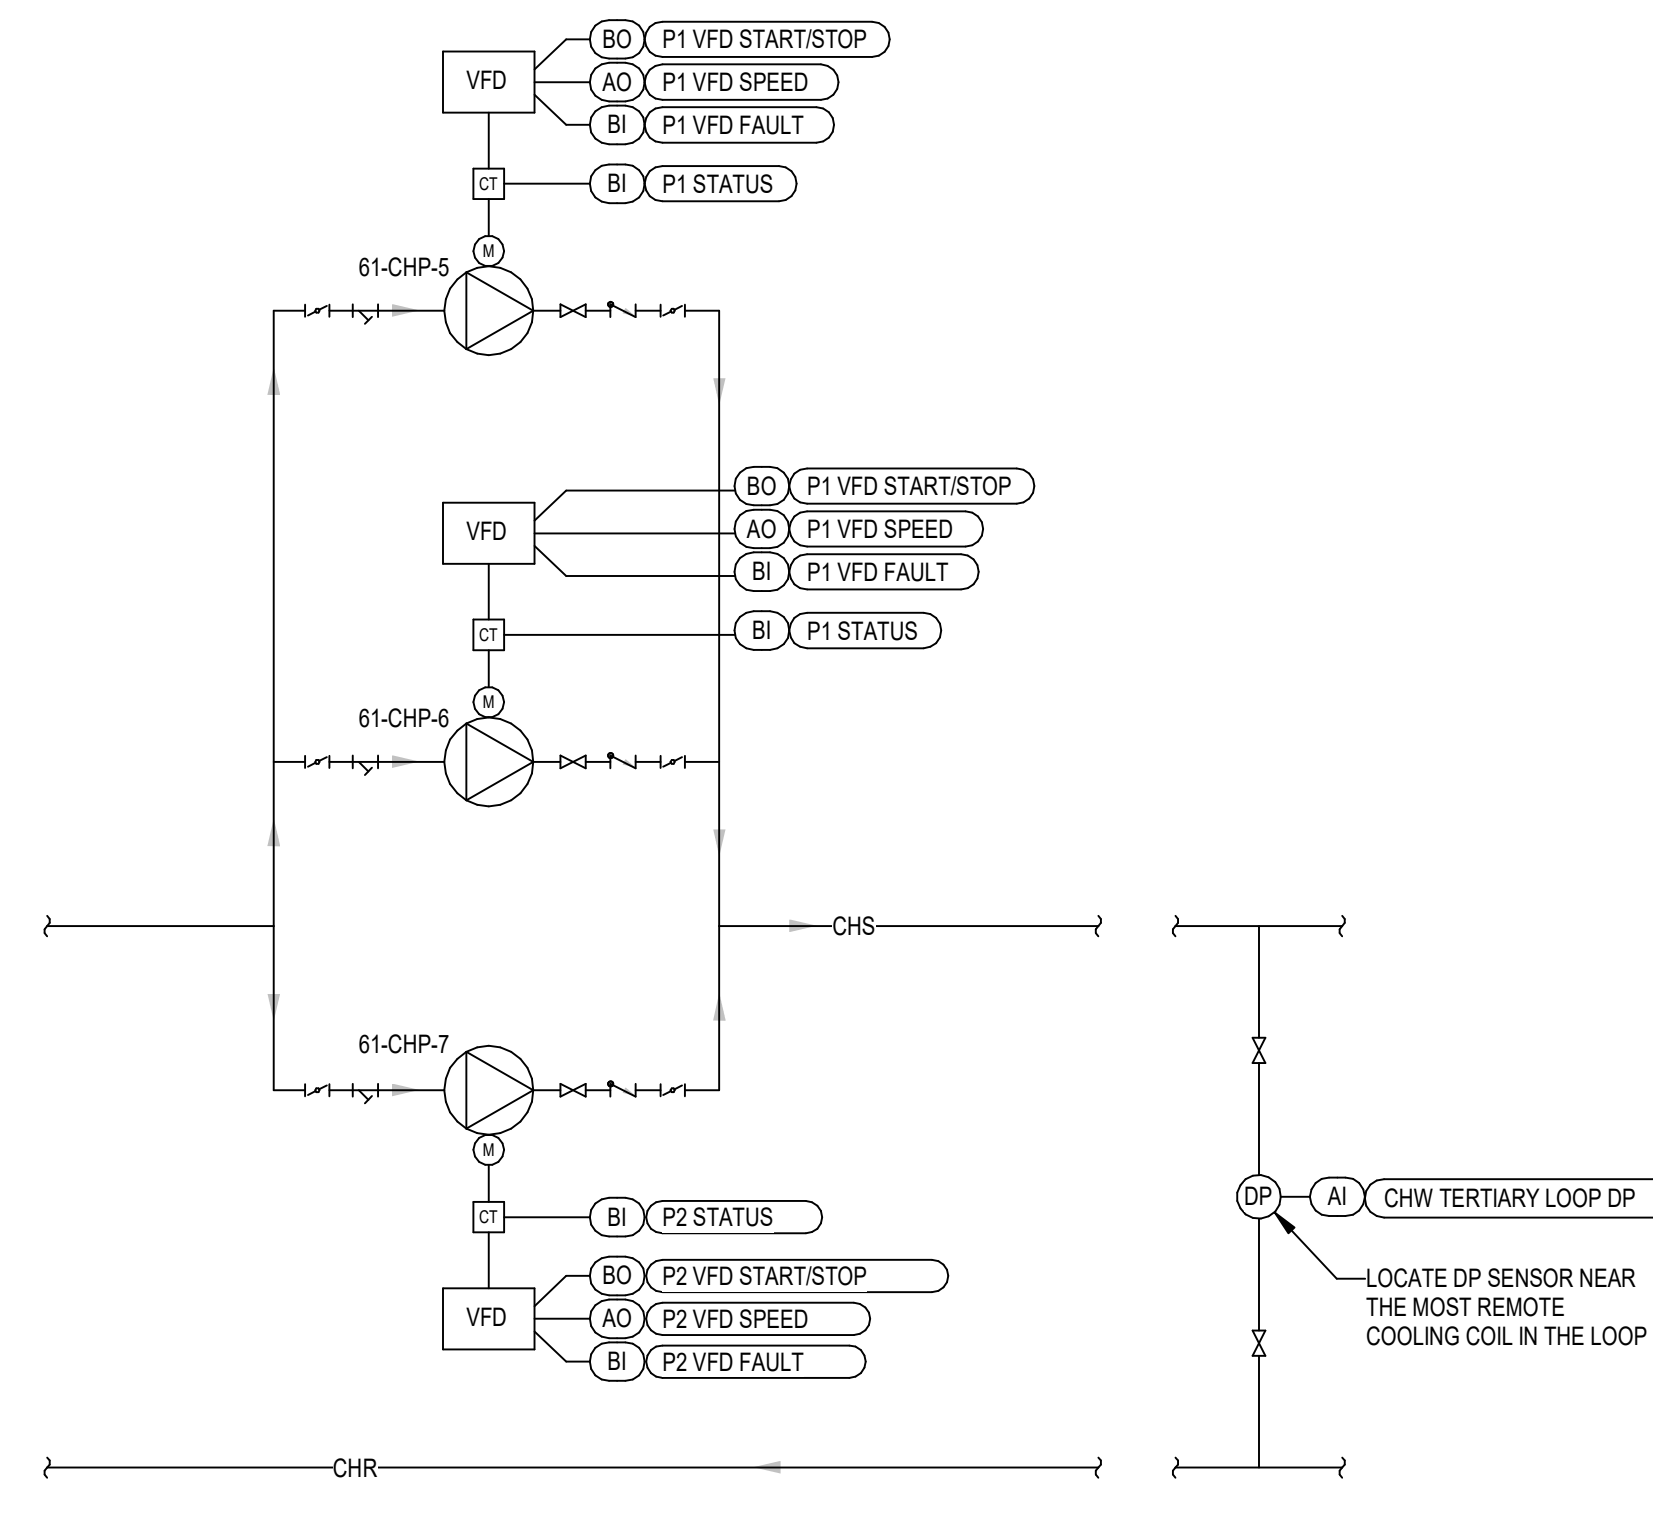 BO P1 VFD START/STOP
VFD AO P1 VFD SPEED
BI P1 VFD FAULT
CT BI P1 STATUS
M
61-CHP-5
BO P1 VFD START/STOP
VFD AO P1 VFD SPEED
BI P1 VFD FAULT
CT BI P1 STATUS
M
61-CHP-6
CHS
61-CHP-7
M
CT BI P2 STATUS
BO P2 VFD START/STOP
VFD AO P2 VFD SPEED
BI P2 VFD FAULT
DP AI CHW TERTIARY LOOP DP
LOCATE DP SENSOR NEAR
THE MOST REMOTE
COOLING COIL IN THE LOOP
CHR